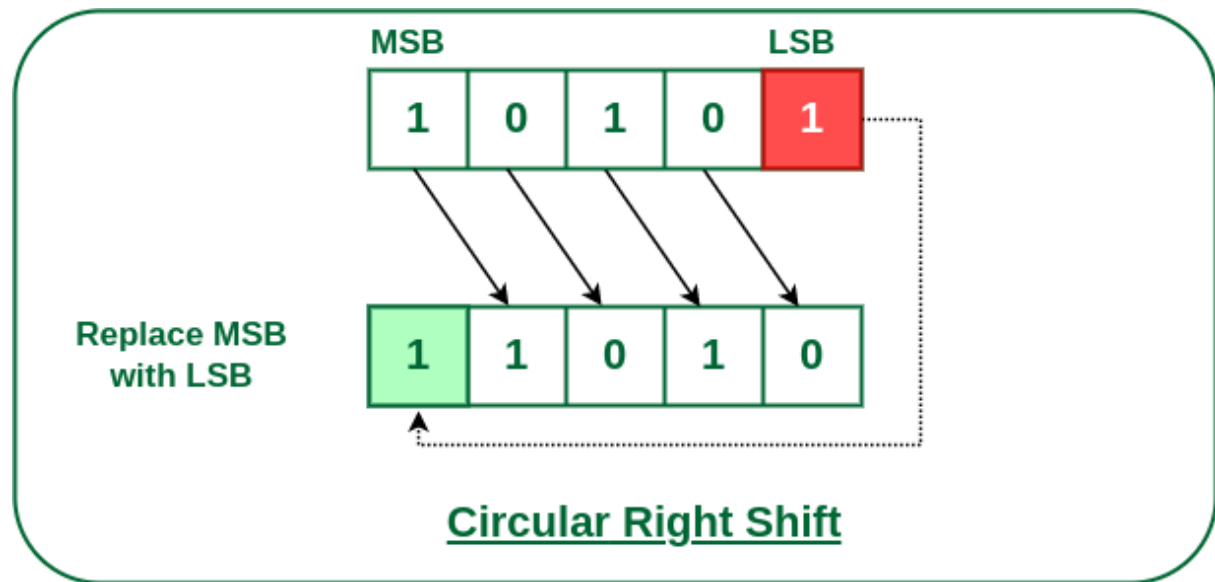 MSB LSB
1 0 1 0 1
Replace MSB
with LSB
1 1 0 1 0
Circular Right Shift